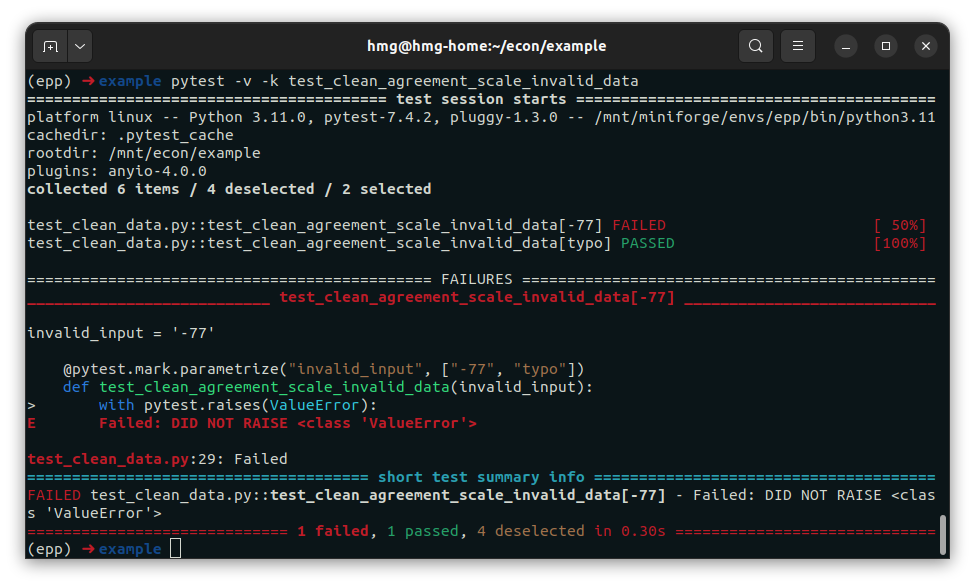 hmg@hmg-home:~/econ/example
(epp) ➜ example pytest -v -k test_clean_agreement_scale_invalid_data
======================================== test session starts ========================================
platform linux -- Python 3.11.0, pytest-7.4.2, pluggy-1.3.0 -- /mnt/miniforge/envs/epp/bin/python3.11
cachedir: .pytest_cache
rootdir: /mnt/econ/example
plugins: anyio-4.0.0
collected 6 items / 4 deselected / 2 selected
test_clean_data.py::test_clean_agreement_scale_invalid_data[-77] FAILED                       [ 50%]
test_clean_data.py::test_clean_agreement_scale_invalid_data[typo] PASSED                      [100%]
============================================= FAILURES ==============================================
___________________________ test_clean_agreement_scale_invalid_data[-77] ____________________________
invalid_input = '-77'
    @pytest.mark.parametrize("invalid_input", ["-77", "typo"])
    def test_clean_agreement_scale_invalid_data(invalid_input):
>       with pytest.raises(ValueError):
E       Failed: DID NOT RAISE <class 'ValueError'>
test_clean_data.py:29: Failed
====================================== short test summary info ======================================
FAILED test_clean_data.py::test_clean_agreement_scale_invalid_data[-77] - Failed: DID NOT RAISE <clas
s 'ValueError'>
============================= 1 failed, 1 passed, 4 deselected in 0.30s =============================
(epp) ➜ example